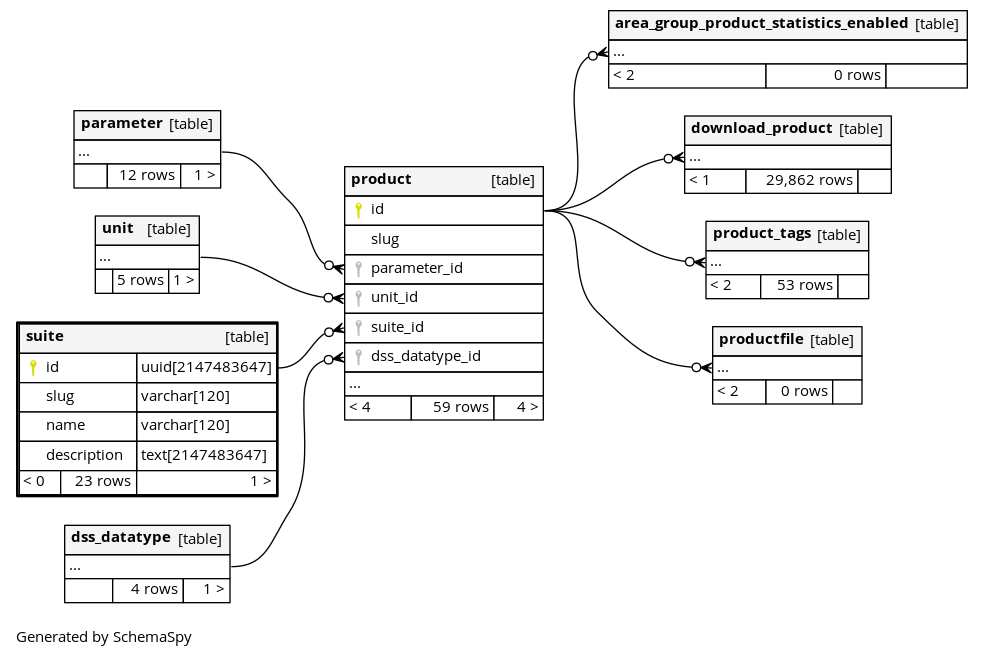 area_group_product_statistics_enabled [table]
...
< 2 0 rows
parameter [table]
...
12 rows 1 >
download_product [table]
...
< 1 29,862 rows
product [table]
id
slug
parameter_id
unit_id
suite_id
dss_datatype_id
...
< 4 59 rows 4 >
unit [table]
...
5 rows 1 >
product_tags [table]
...
< 2 53 rows
suite [table]
id uuid[2147483647]
slug varchar[120]
name varchar[120]
description text[2147483647]
< 0 23 rows 1 >
productfile [table]
...
< 2 0 rows
dss_datatype [table]
...
4 rows 1 >
Generated by SchemaSpy